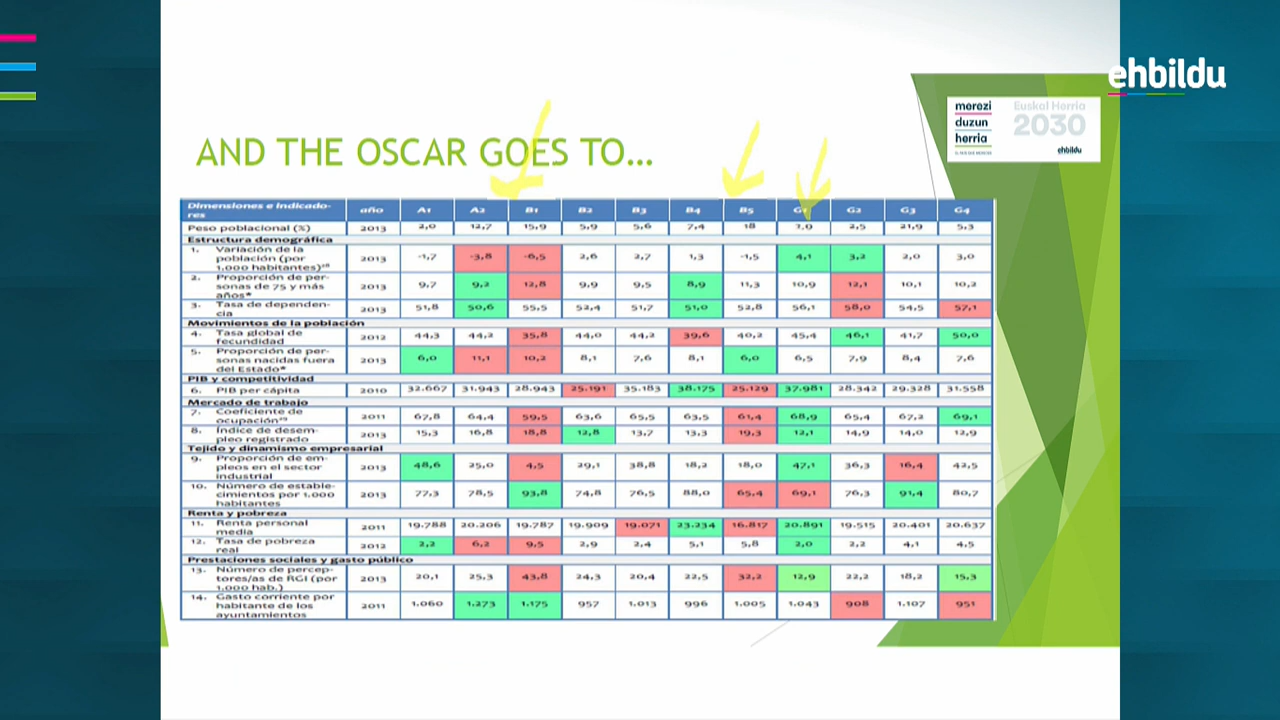 ehbildu
merezi
duzun
herria
EL PAÍS QUE MERECES
Euskal Herria
2030
ehbildu
AND THE OSCAR GOES TO...
Dimensiones e indicado-
res año A1 A2 B1 B2 B3 B4 B5 G1 G2 G3 G4
Peso poblacional (%) 2013 2,0 12,7 15,9 5,9 5,6 7,4 18 2,0 2,5 21,9 5,3
Estructura demográfica
1. Variación de la
población (por
1.000 habitantes) 2013 -1,7 -3,8 -6,5 2,6 2,7 1,3 -1,5 4,1 3,2 2,0 3,0
2. Proporción de per-
sonas de 75 y más
años* 2013 9,7 9,2 12,8 9,9 9,5 8,9 11,3 10,9 12,1 10,1 10,2
3. Tasa de dependen-
cia 2013 51,8 50,6 55,5 52,4 51,7 51,0 52,8 56,1 58,0 54,5 57,1
Movimientos de la población
4. Tasa global de
fecundidad 2012 44,3 44,2 35,8 44,0 44,2 39,6 40,2 45,4 46,1 41,7 50,0
5. Proporción de per-
sonas nacidas fuera
del Estado* 2013 6,0 11,1 10,2 8,1 7,6 8,1 6,0 6,5 7,9 8,4 7,6
PIB y competitividad
6. PIB per cápita 2010 32.667 31.943 28.943 25.191 35.183 38.175 25.129 37.981 28.342 29.328 31.558
Mercado de trabajo
7. Coeficiente de
ocupación 2011 67,8 64,4 59,5 63,6 65,5 63,5 61,4 68,9 65,4 67,2 69,1
8. Índice de desem-
pleo registrado 2013 15,3 16,8 18,8 12,8 13,7 13,3 19,3 12,1 14,9 14,0 12,9
Tejido y dinamismo empresarial
9. Proporción de em-
pleos en el sector
industrial 2013 48,6 25,0 4,5 29,1 38,8 18,2 18,0 47,1 36,3 16,4 42,5
10. Número de estable-
cimientos por 1.000
habitantes 2013 77,3 78,5 93,8 74,8 76,5 88,0 65,4 69,1 76,3 91,4 80,7
Renta y pobreza
11. Renta personal
media 2011 19.788 20.206 19.787 19.909 19.071 23.234 16.817 20.891 19.515 20.401 20.637
12. Tasa de pobreza
real 2012 2,2 6,2 9,5 2,9 2,4 5,1 5,8 2,0 2,2 4,1 4,5
Prestaciones sociales y gasto público
13. Número de percep-
tores/as de RGI (por
1.000 hab.) 2013 20,1 25,3 43,8 24,3 20,4 22,5 32,2 12,9 22,2 18,2 15,3
14. Gasto corriente por
habitante de los
ayuntamientos 2011 1.060 1.273 1.175 957 1.013 996 1.005 1.043 908 1.107 951